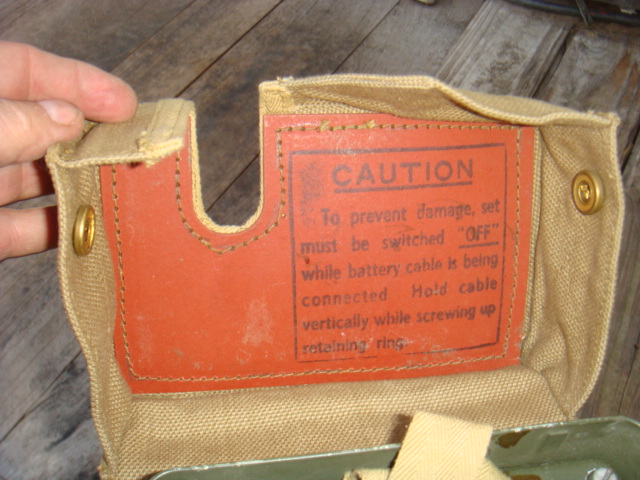 CAUTION
To prevent damage, set
must be switched "OFF"
while battery cable is being
connected Hold cable
vertically while screwing up
retaining ring.